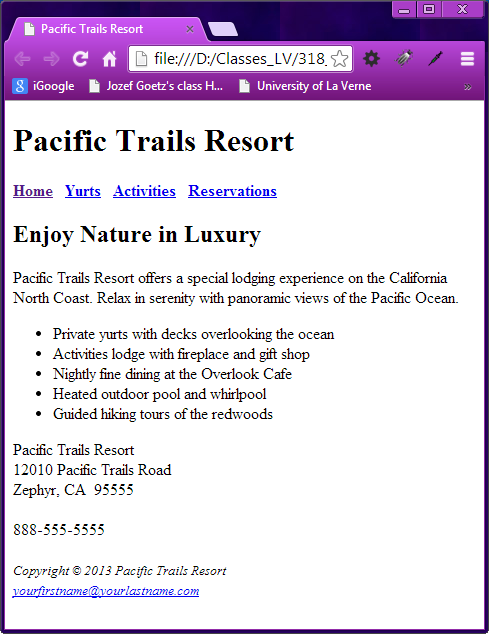 Pacific Trails Resort
file:///D:/Classes_LV/318_
iGoogle Jozef Goetz's class H... University of La Verne »
Pacific Trails Resort
Home Yurts Activities Reservations
Enjoy Nature in Luxury
Pacific Trails Resort offers a special lodging experience on the California
North Coast. Relax in serenity with panoramic views of the Pacific Ocean.
• Private yurts with decks overlooking the ocean
• Activities lodge with fireplace and gift shop
• Nightly fine dining at the Overlook Cafe
• Heated outdoor pool and whirlpool
• Guided hiking tours of the redwoods
Pacific Trails Resort
12010 Pacific Trails Road
Zephyr, CA  95555
888-555-5555
Copyright © 2013 Pacific Trails Resort
yourfirstname@yourlastname.com